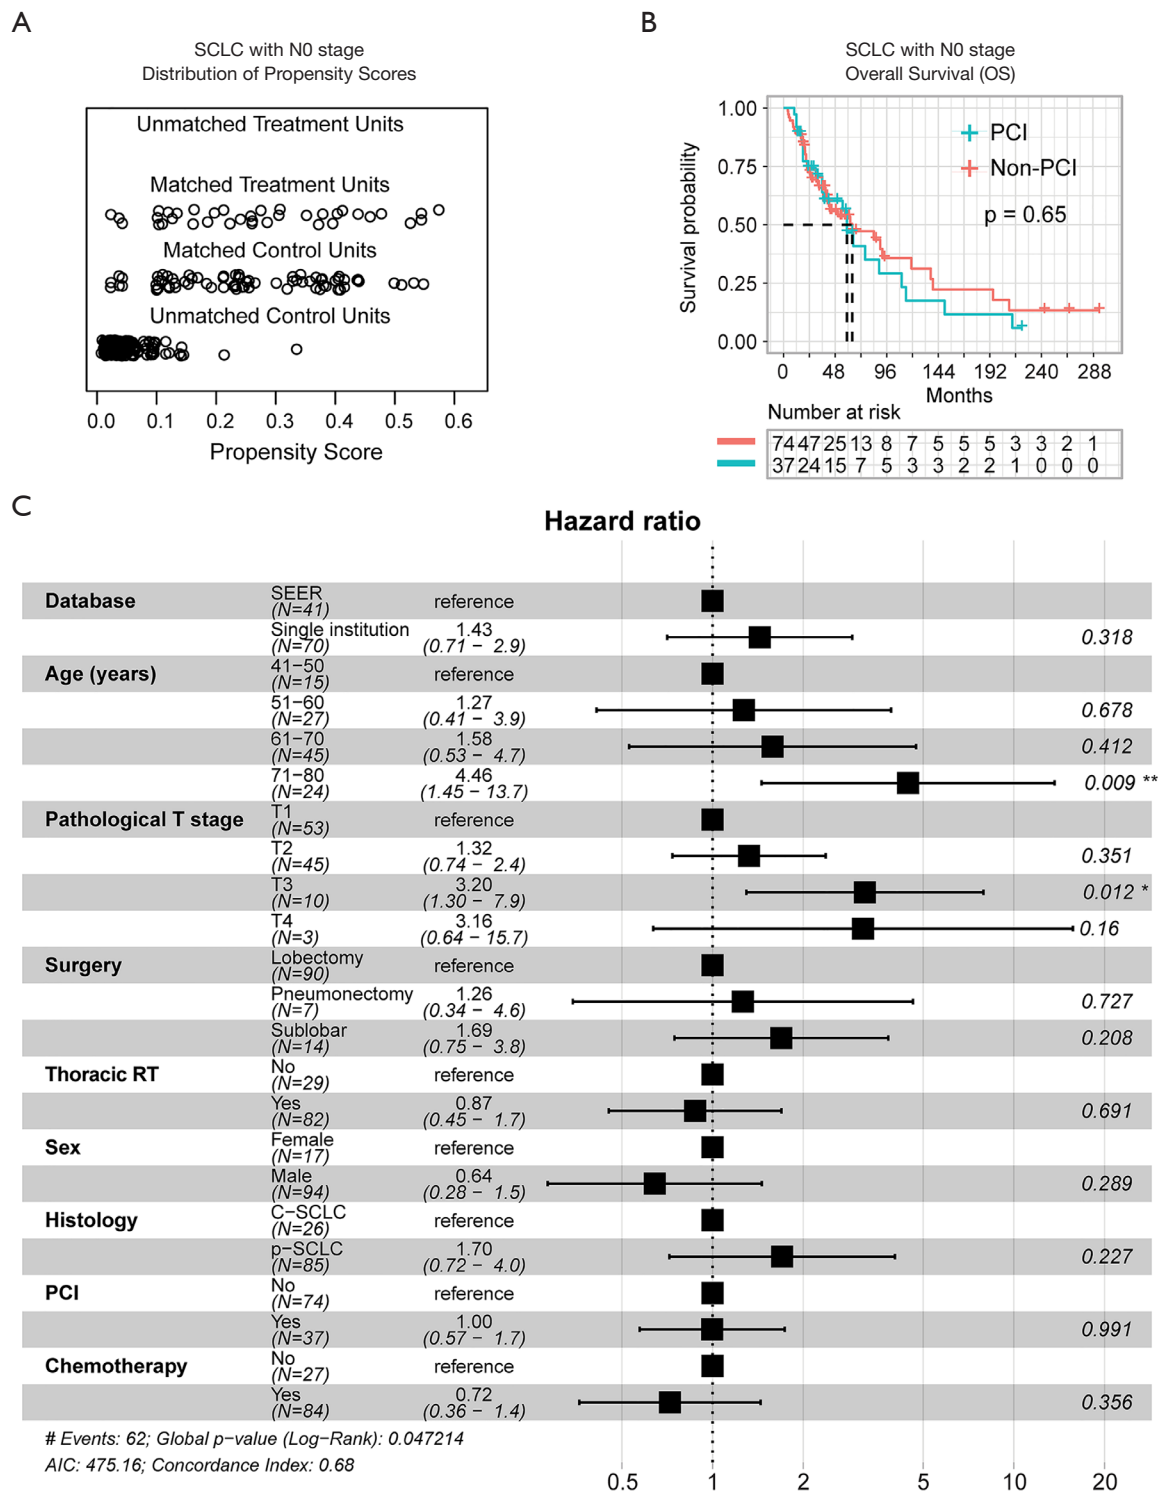 A
SCLC with N0 stage
Distribution of Propensity Scores
Unmatched Treatment Units
Matched Treatment Units
Matched Control Units
Unmatched Control Units
0.0 0.1 0.2 0.3 0.4 0.5 0.6
Propensity Score
B
SCLC with N0 stage
Overall Survival (OS)
Survival probability
1.00
0.75
0.50
0.25
0.00
PCI
Non-PCI
p = 0.65
0 48 96 144 192 240 288
Months
Number at risk
74 47 25 13 8 7 5 5 5 3 3 2 1
37 24 15 7 5 3 3 2 2 1 0 0 0
C
Hazard ratio
Database SEER (N=41) reference
Single institution (N=70) 1.43 (0.71 − 2.9) 0.318
Age (years) 41−50 (N=15) reference
51−60 (N=27) 1.27 (0.41 − 3.9) 0.678
61−70 (N=45) 1.58 (0.53 − 4.7) 0.412
71−80 (N=24) 4.46 (1.45 − 13.7) 0.009 **
Pathological T stage T1 (N=53) reference
T2 (N=45) 1.32 (0.74 − 2.4) 0.351
T3 (N=10) 3.20 (1.30 − 7.9) 0.012 *
T4 (N=3) 3.16 (0.64 − 15.7) 0.16
Surgery Lobectomy (N=90) reference
Pneumonectomy (N=7) 1.26 (0.34 − 4.6) 0.727
Sublobar (N=14) 1.69 (0.75 − 3.8) 0.208
Thoracic RT No (N=29) reference
Yes (N=82) 0.87 (0.45 − 1.7) 0.691
Sex Female (N=17) reference
Male (N=94) 0.64 (0.28 − 1.5) 0.289
Histology C−SCLC (N=26) reference
p−SCLC (N=85) 1.70 (0.72 − 4.0) 0.227
PCI No (N=74) reference
Yes (N=37) 1.00 (0.57 − 1.7) 0.991
Chemotherapy No (N=27) reference
Yes (N=84) 0.72 (0.36 − 1.4) 0.356
# Events: 62; Global p−value (Log−Rank): 0.047214
AIC: 475.16; Concordance Index: 0.68
0.5 1 2 5 10 20